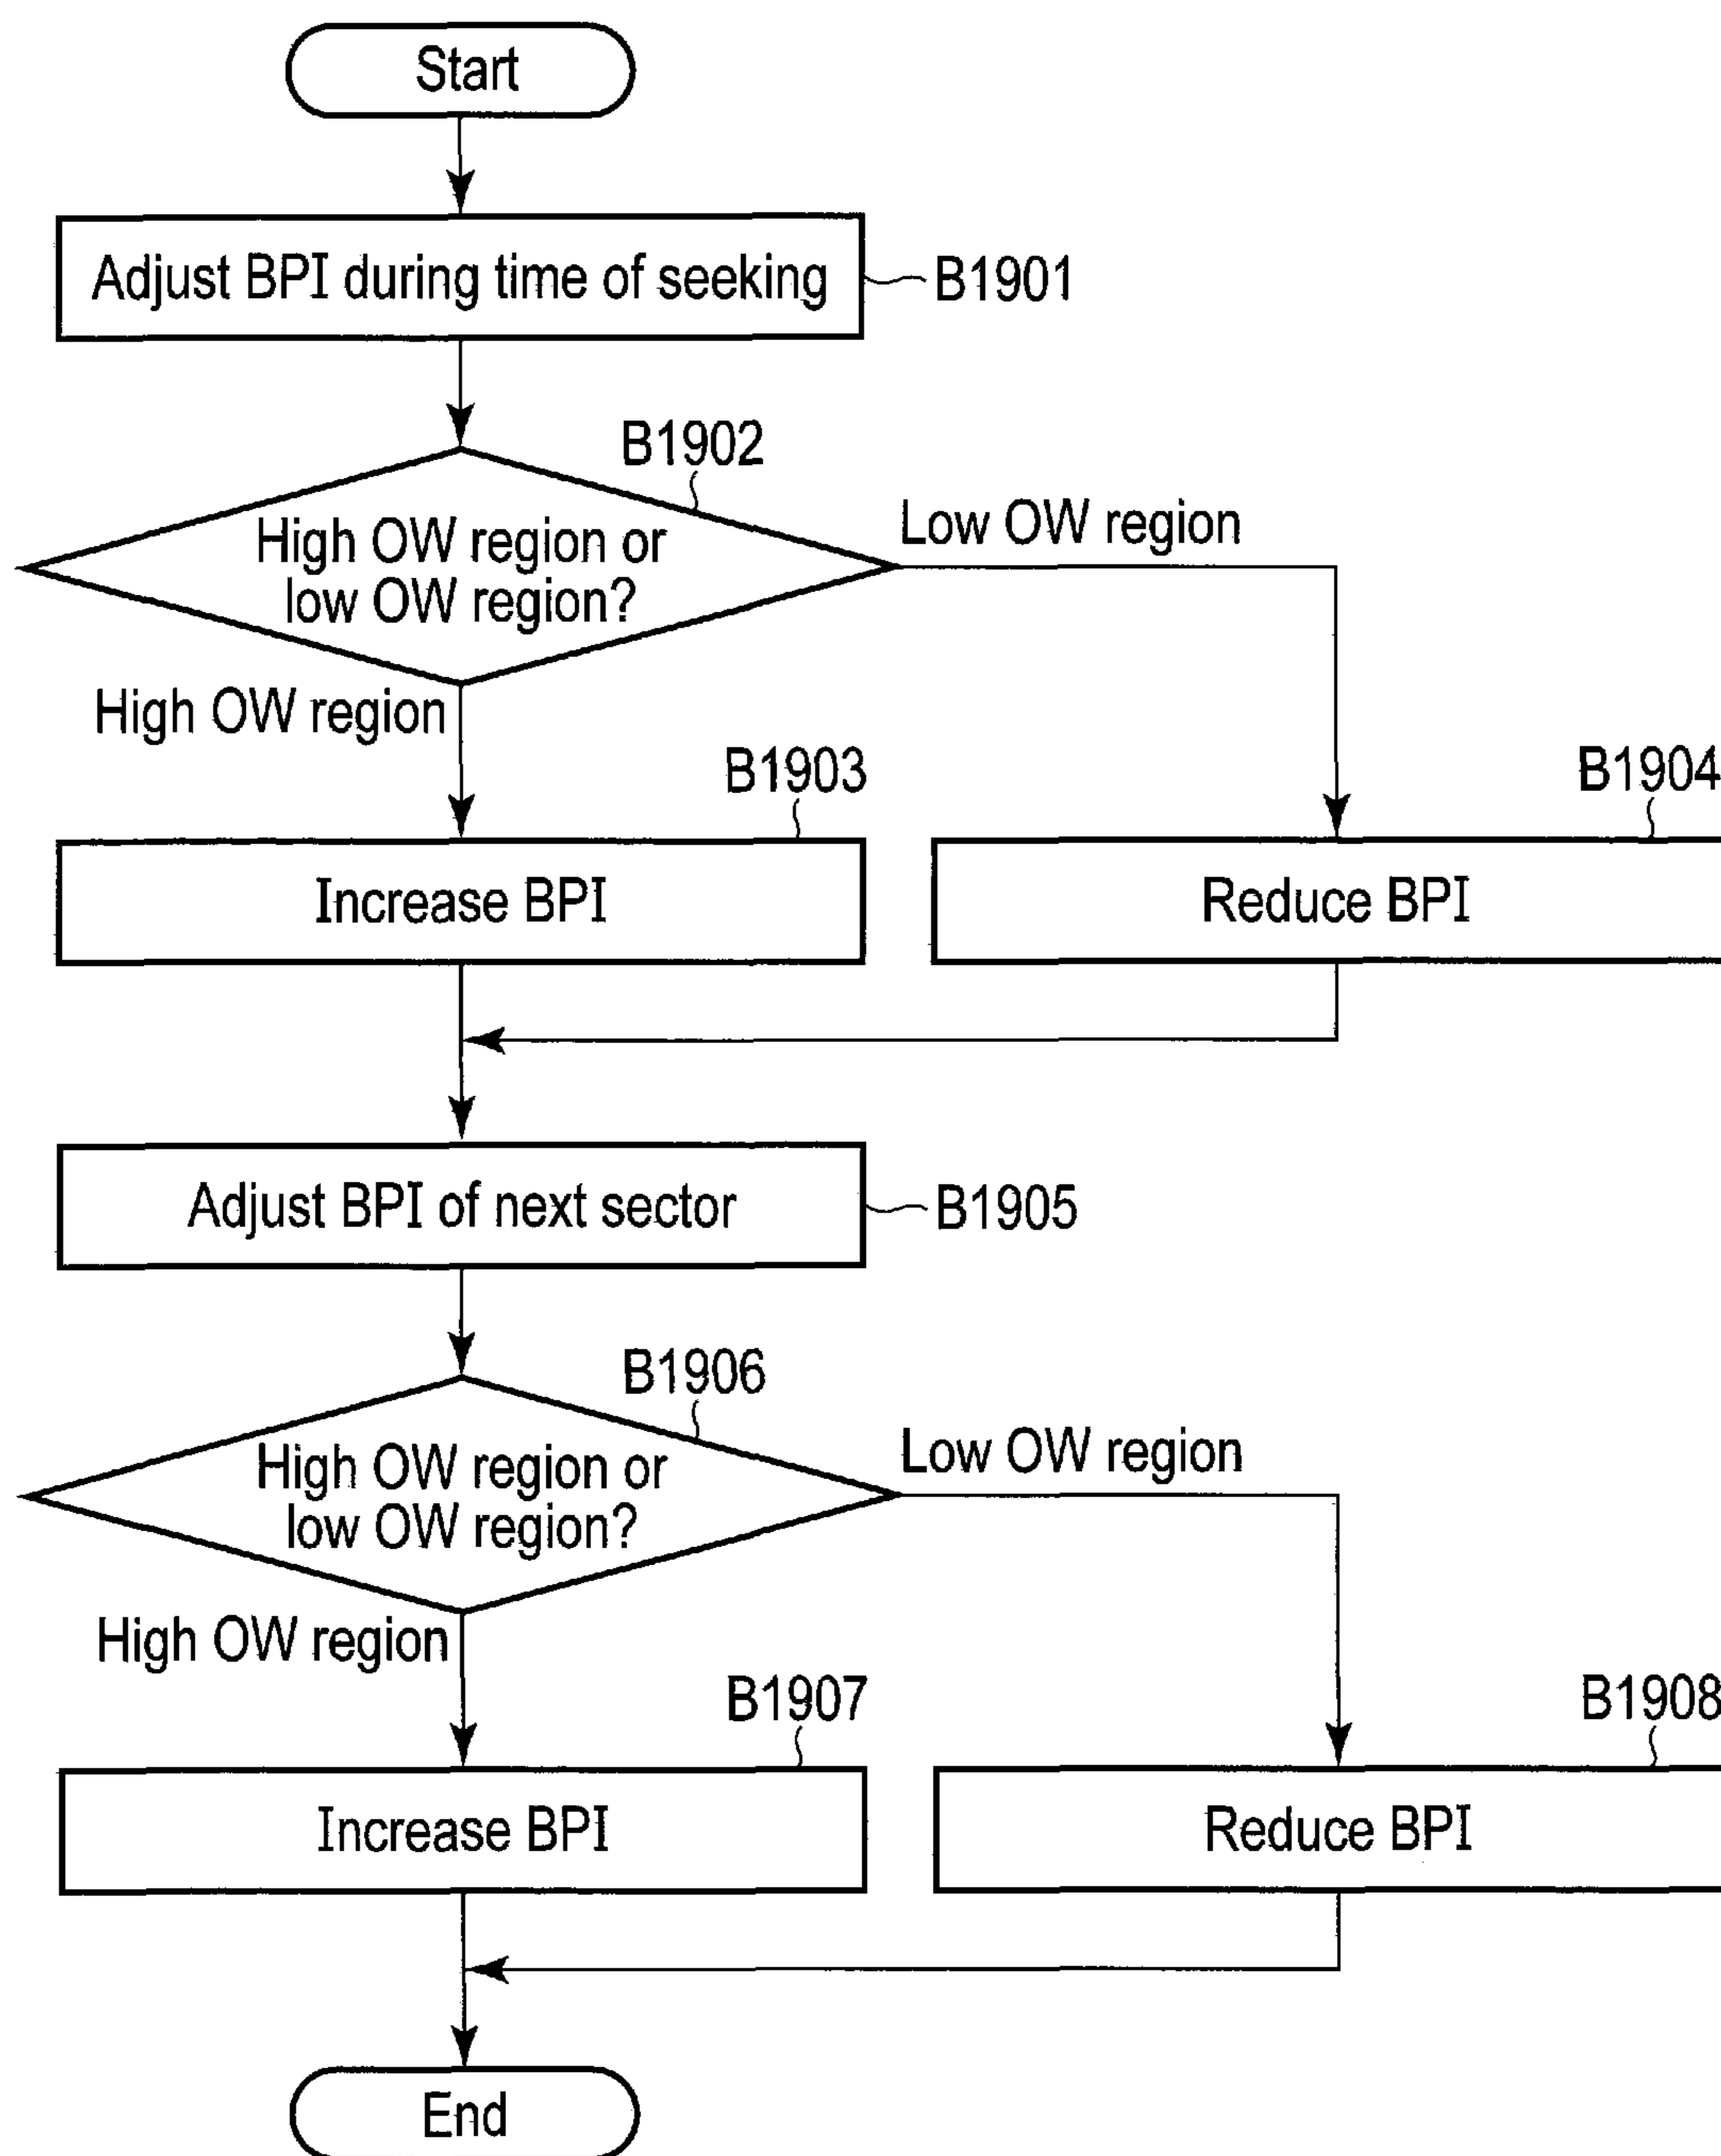 Start
Adjust BPI during time of seeking
B1901
B1902
High OW region or
low OW region?
Low OW region
High OW region
B1903
B1904
Increase BPI
Reduce BPI
Adjust BPI of next sector
B1905
B1906
High OW region or
low OW region?
Low OW region
High OW region
B1907
B1908
Increase BPI
Reduce BPI
End